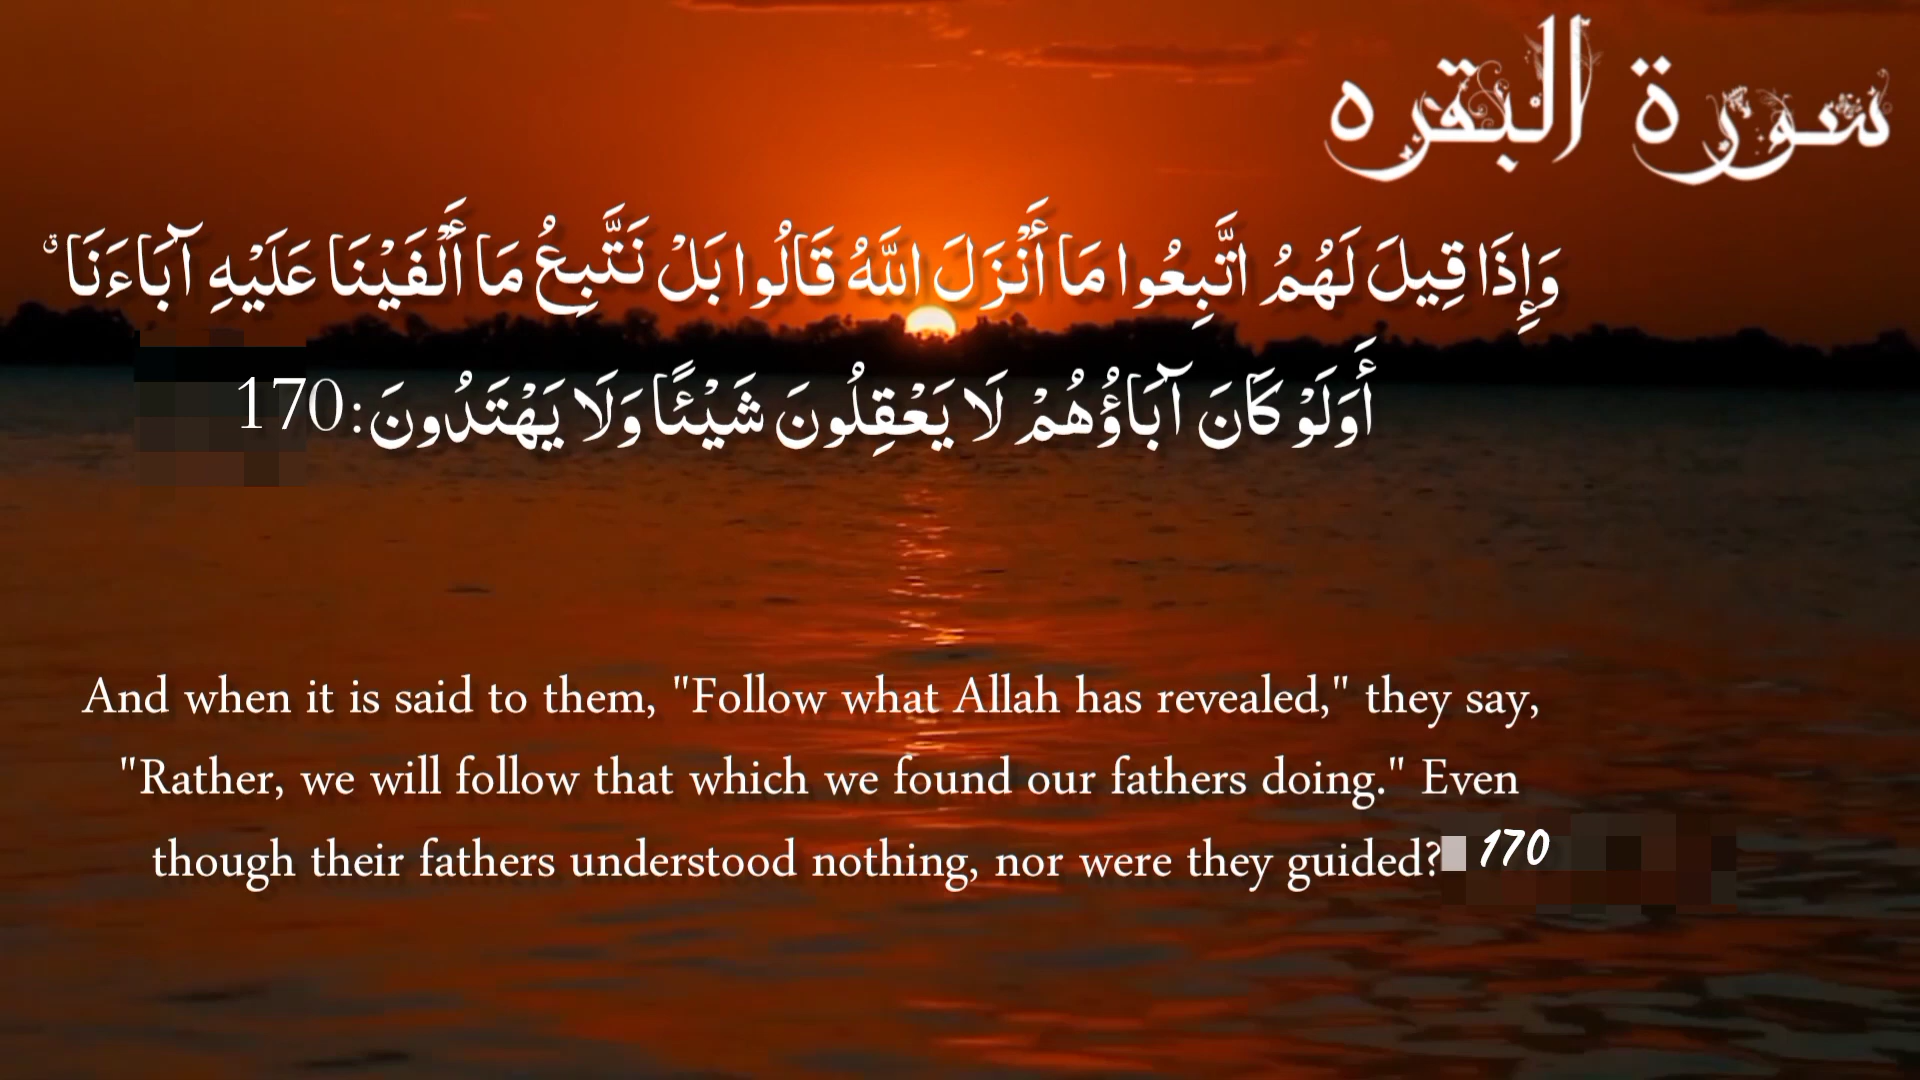 سورة البقره
وَإِذَا قِيلَ لَهُمُ اتَّبِعُوا مَا أَنْزَلَ اللَّهُ قَالُوا بَلْ نَتَّبِعُ مَا أَلْفَيْنَا عَلَيْهِ آبَاءَنَا ۗ
أَوَلَوْ كَانَ آبَاؤُهُمْ لَا يَعْقِلُونَ شَيْئًا وَلَا يَهْتَدُونَ:170
And when it is said to them, "Follow what Allah has revealed," they say,
"Rather, we will follow that which we found our fathers doing." Even
though their fathers understood nothing, nor were they guided? 170